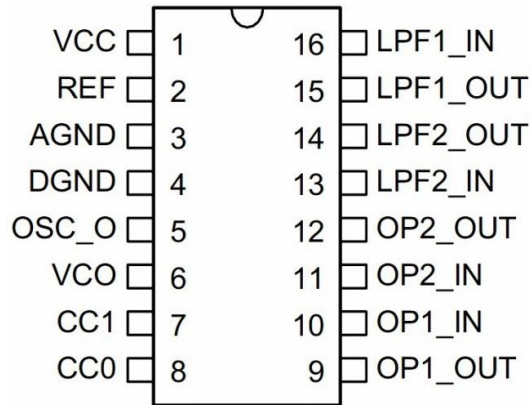 VCC 1 16 LPF1_IN
REF 2 15 LPF1_OUT
AGND 3 14 LPF2_OUT
DGND 4 13 LPF2_IN
OSC_O 5 12 OP2_OUT
VCO 6 11 OP2_IN
CC1 7 10 OP1_IN
CC0 8 9 OP1_OUT